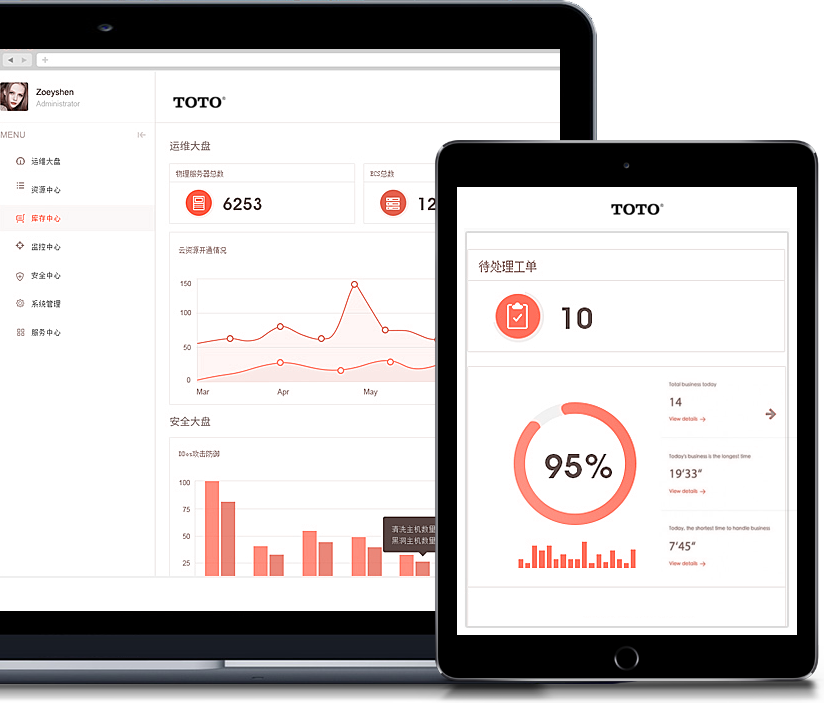 Zoeyshen
Administrator
MENU
运维大盘
资源中心
库存中心
监控中心
安全中心
系统管理
服务中心
TOTO®
运维大盘
物理服务器总数
6253
ECS总数
12
云资源开通情况
150
100
50
0
Mar
Apr
May
安全大盘
DDos攻击防御
100
75
50
25
清洗主机数量
黑洞主机数量
TOTO®
待处理工单
10
95%
Total business today
14
View details →
Today's business is the longest time
19'33"
View details →
Today, the shortest time to handle business
7'45"
View details →